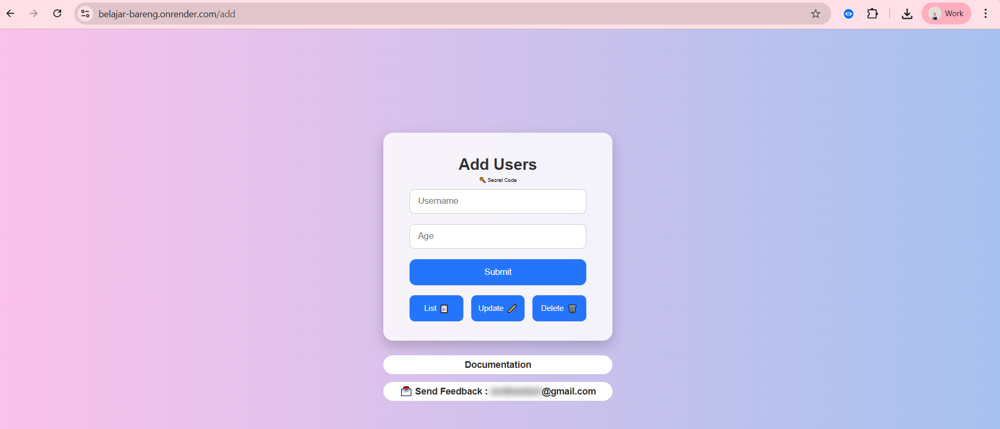 belajar-bareng.onrender.com/add
Work
Add Users
Secret Code
Username
Age
Submit
List
Update
Delete
Documentation
Send Feedback : @gmail.com